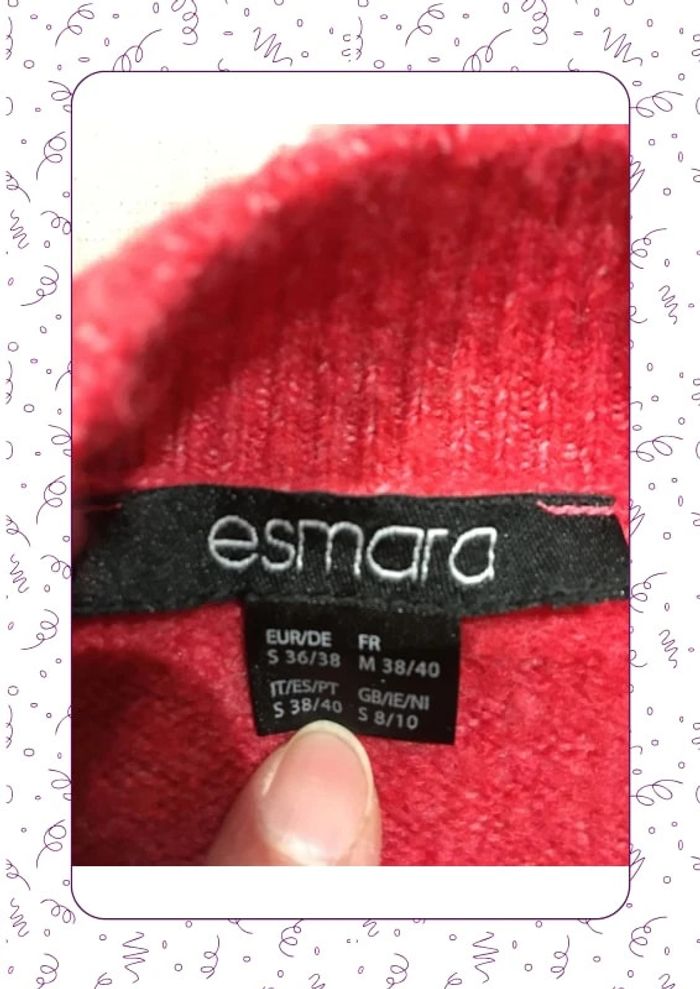 esmara
EUR/DE FR
S 36/38 M 38/40
IT/ES/PT GB/IE/NI
S 38/40 S 8/10